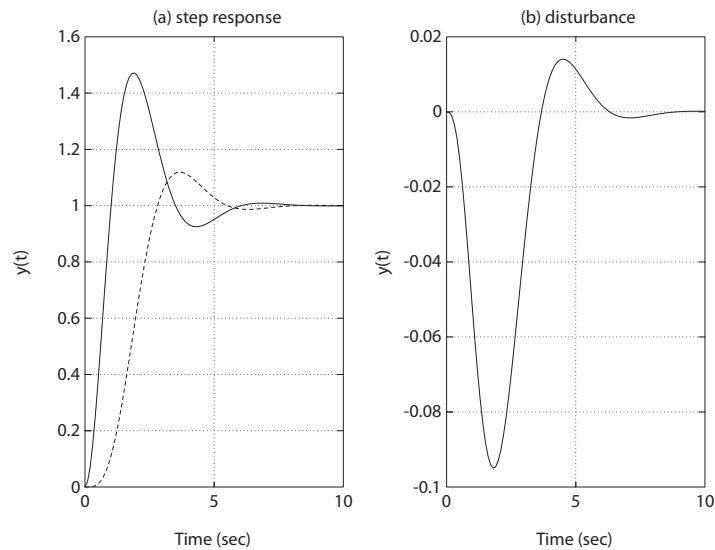 (a) step response
1.6
1.4
1.2
1
0.8
0.6
0.4
0.2
0
y(t)
0 5 10
Time (sec)
(b) disturbance
0.02
0
-0.02
-0.04
-0.06
-0.08
-0.1
y(t)
0 5 10
Time (sec)